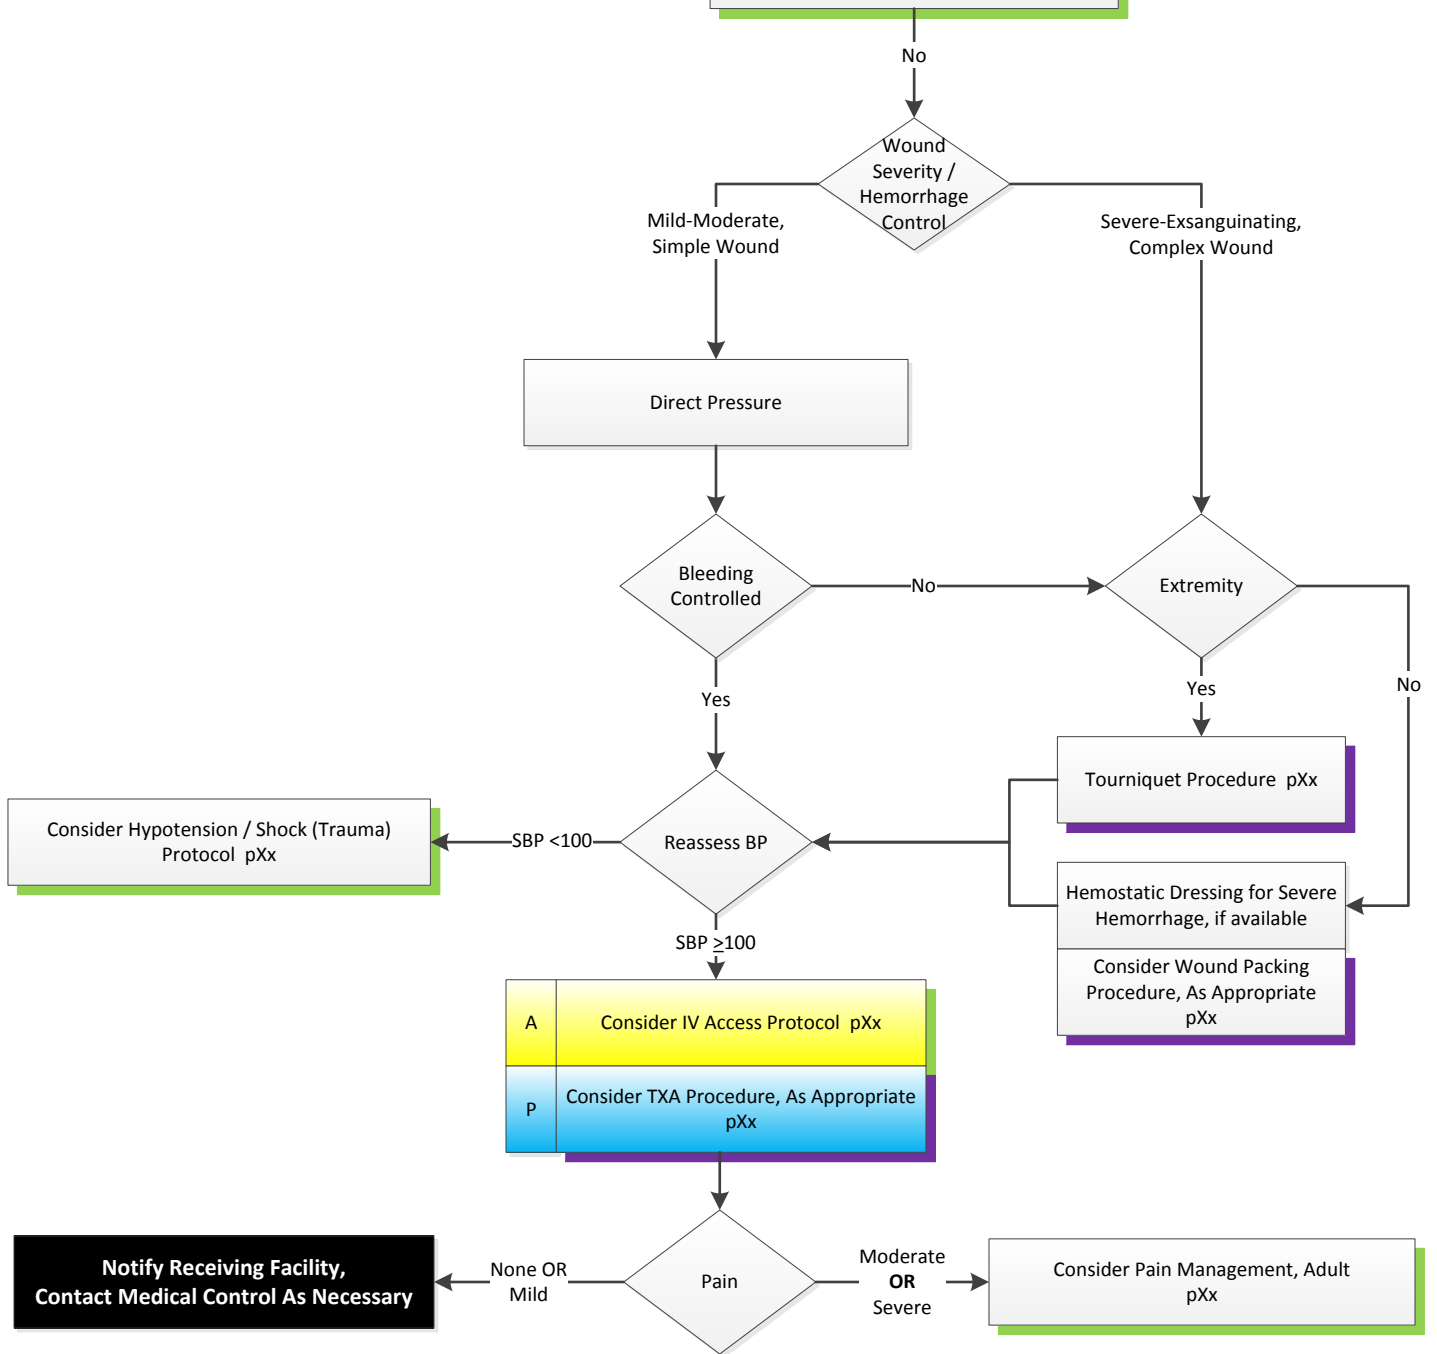 No
Wound
Severity /
Hemorrhage
Control
Mild-Moderate,
Simple Wound
Severe-Exsanguinating,
Complex Wound
Direct Pressure
Bleeding
Controlled
No
Extremity
Yes
Yes
No
Tourniquet Procedure pXx
Consider Hypotension / Shock (Trauma)
Protocol pXx
SBP <100
Reassess BP
Hemostatic Dressing for Severe
Hemorrhage, if available
Consider Wound Packing
Procedure, As Appropriate
pXx
SBP ≥100
A
Consider IV Access Protocol pXx
P
Consider TXA Procedure, As Appropriate
pXx
Notify Receiving Facility,
Contact Medical Control As Necessary
None OR
Mild
Pain
Moderate
OR
Severe
Consider Pain Management, Adult
pXx